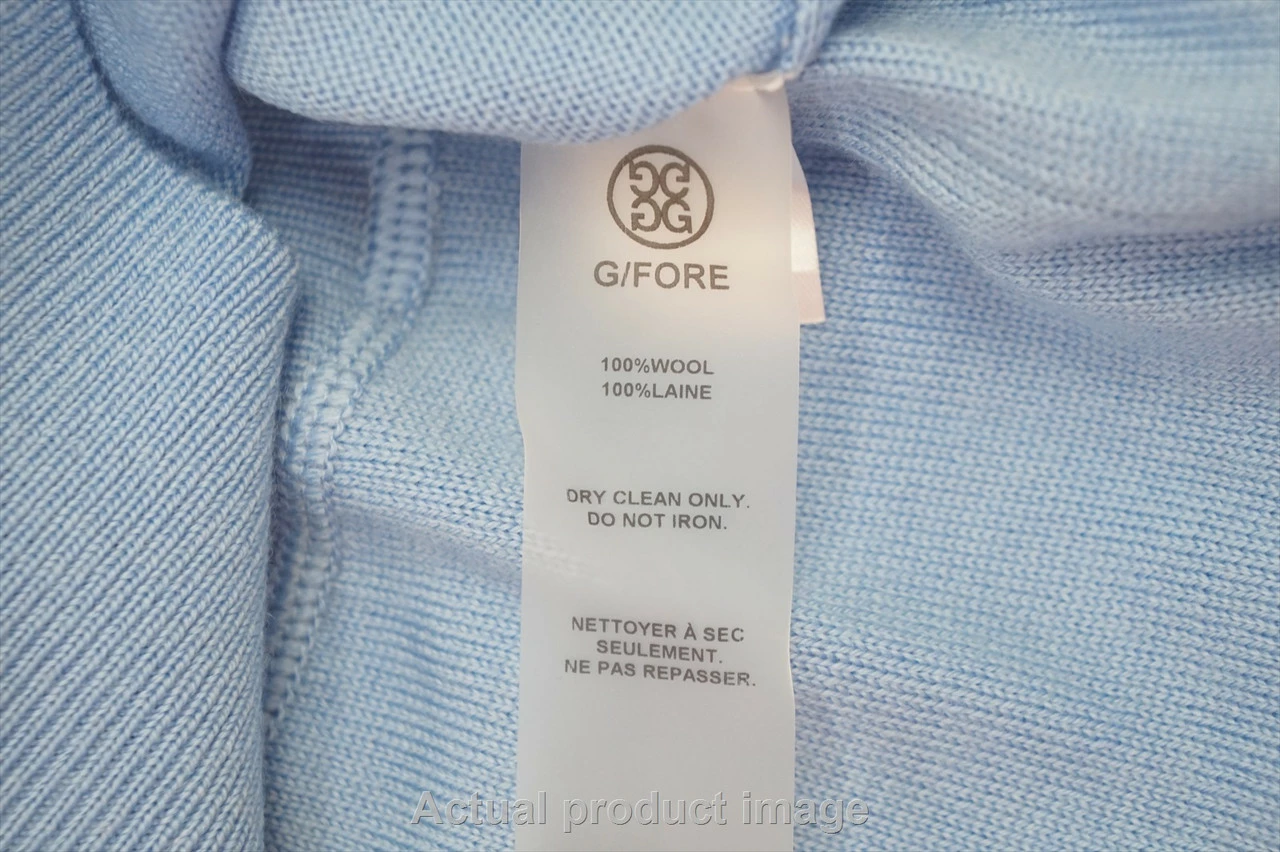 G/FORE
100%WOOL
100%LAINE
DRY CLEAN ONLY.
DO NOT IRON.
NETTOYER À SEC
SEULEMENT.
NE PAS REPASSER.
Actual product image